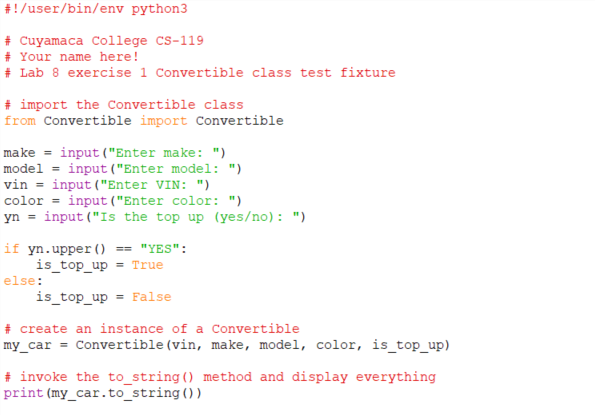 #!/user/bin/env python3

# Cuyamaca College CS-119
# Your name here!
# Lab 8 exercise 1 Convertible class test fixture

# import the Convertible class
from Convertible import Convertible

make = input("Enter make: ")
model = input("Enter model: ")
vin = input("Enter VIN: ")
color = input("Enter color: ")
yn = input("Is the top up (yes/no): ")

if yn.upper() == "YES":
    is_top_up = True
else:
    is_top_up = False

# create an instance of a Convertible
my_car = Convertible(vin, make, model, color, is_top_up)

# invoke the to_string() method and display everything
print(my_car.to_string())